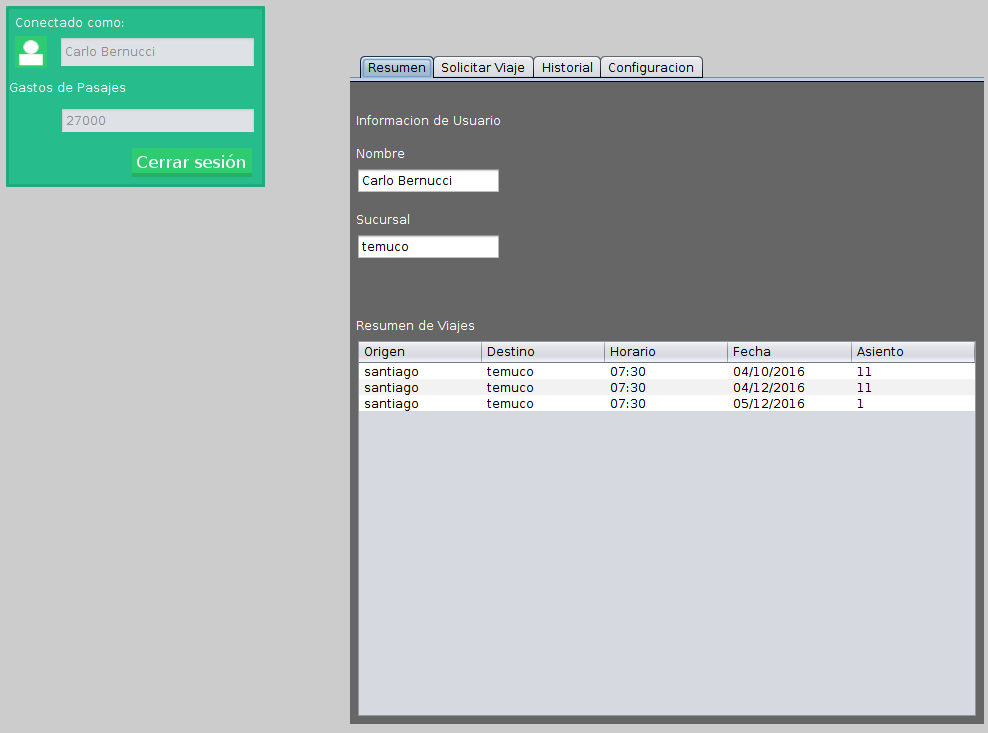 Conectado como:
Carlo Bernucci
Gastos de Pasajes
27000
Cerrar sesión
Resumen Solicitar Viaje Historial Configuracion
Informacion de Usuario
Nombre
Carlo Bernucci
Sucursal
temuco
Resumen de Viajes
Origen Destino Horario Fecha Asiento
santiago temuco 07:30 04/10/2016 11
santiago temuco 07:30 04/12/2016 11
santiago temuco 07:30 05/12/2016 1